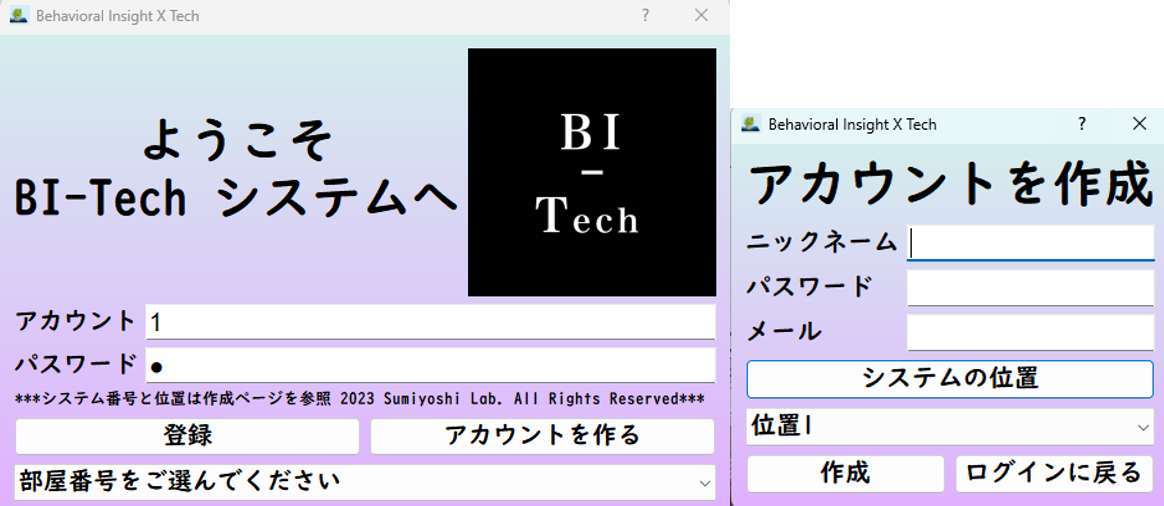 Behavioral Insight X Tech
ようこそ
BI-Tech システムへ
BI
-
Tech
アカウント 1
パスワード ●
***システム番号と位置は作成ページを参照 2023 Sumiyoshi Lab. All Rights Reserved***
登録 アカウントを作る
部屋番号をご選んでください
Behavioral Insight X Tech
アカウントを作成
ニックネーム
パスワード
メール
システムの位置
位置|
作成 ログインに戻る